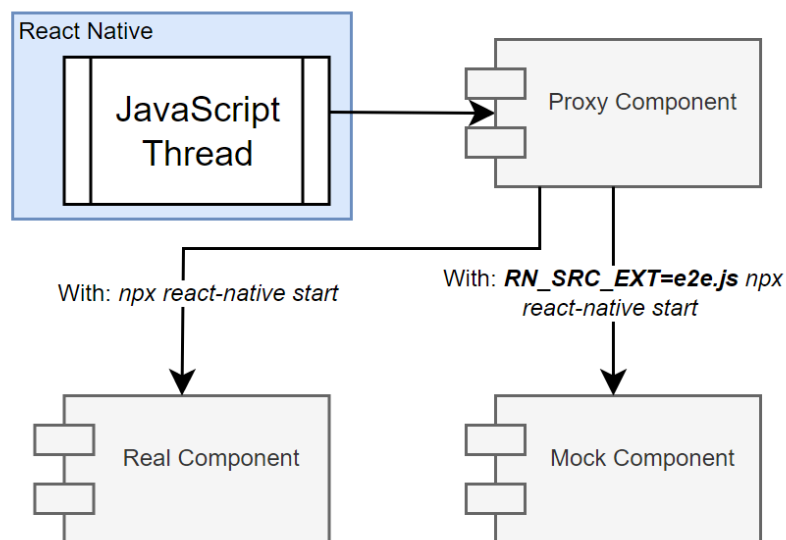 React Native
JavaScript
Thread
Proxy Component
With: npx react-native start
With: RN_SRC_EXT=e2e.js npx
react-native start
Real Component
Mock Component